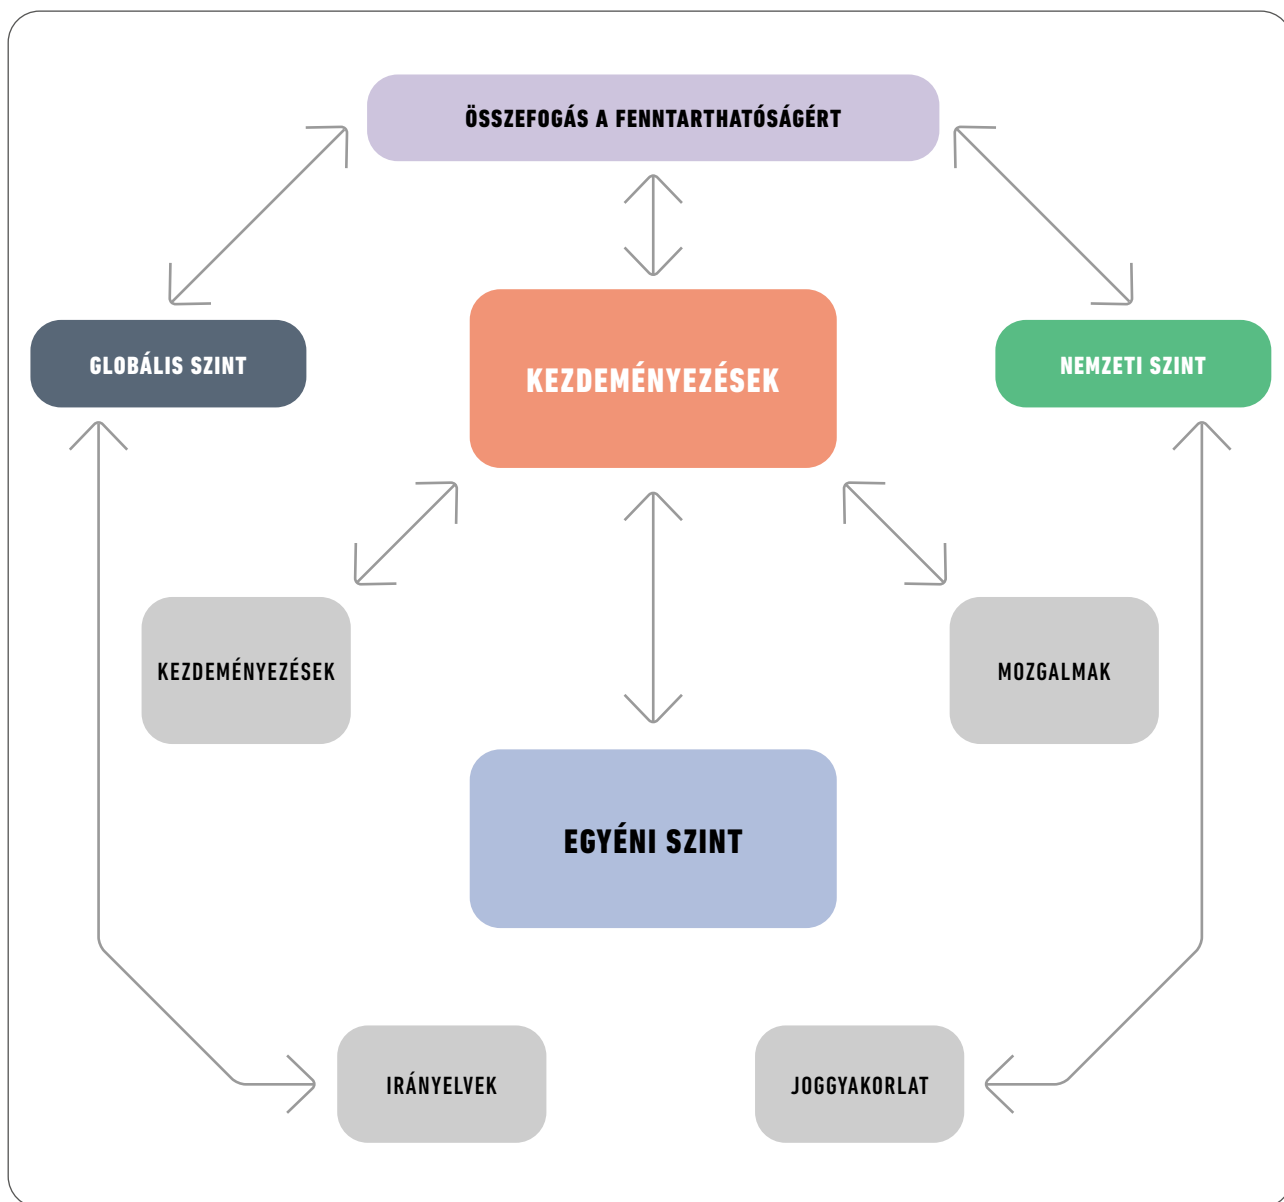 ÖSSZEFOGÁS A FENNTARTHATÓSÁGÉRT
GLOBÁLIS SZINT
KEZDEMÉNYEZÉSEK
NEMZETI SZINT
KEZDEMÉNYEZÉSEK
MOZGALMAK
EGYÉNI SZINT
IRÁNYELVEK
JOGGYAKORLAT